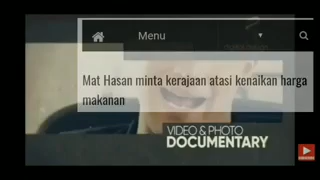 Menu
Mat Hasan minta kerajaan atasi kenaikan harga
makanan
VIDEO & PHOTO
DOCUMENTARY